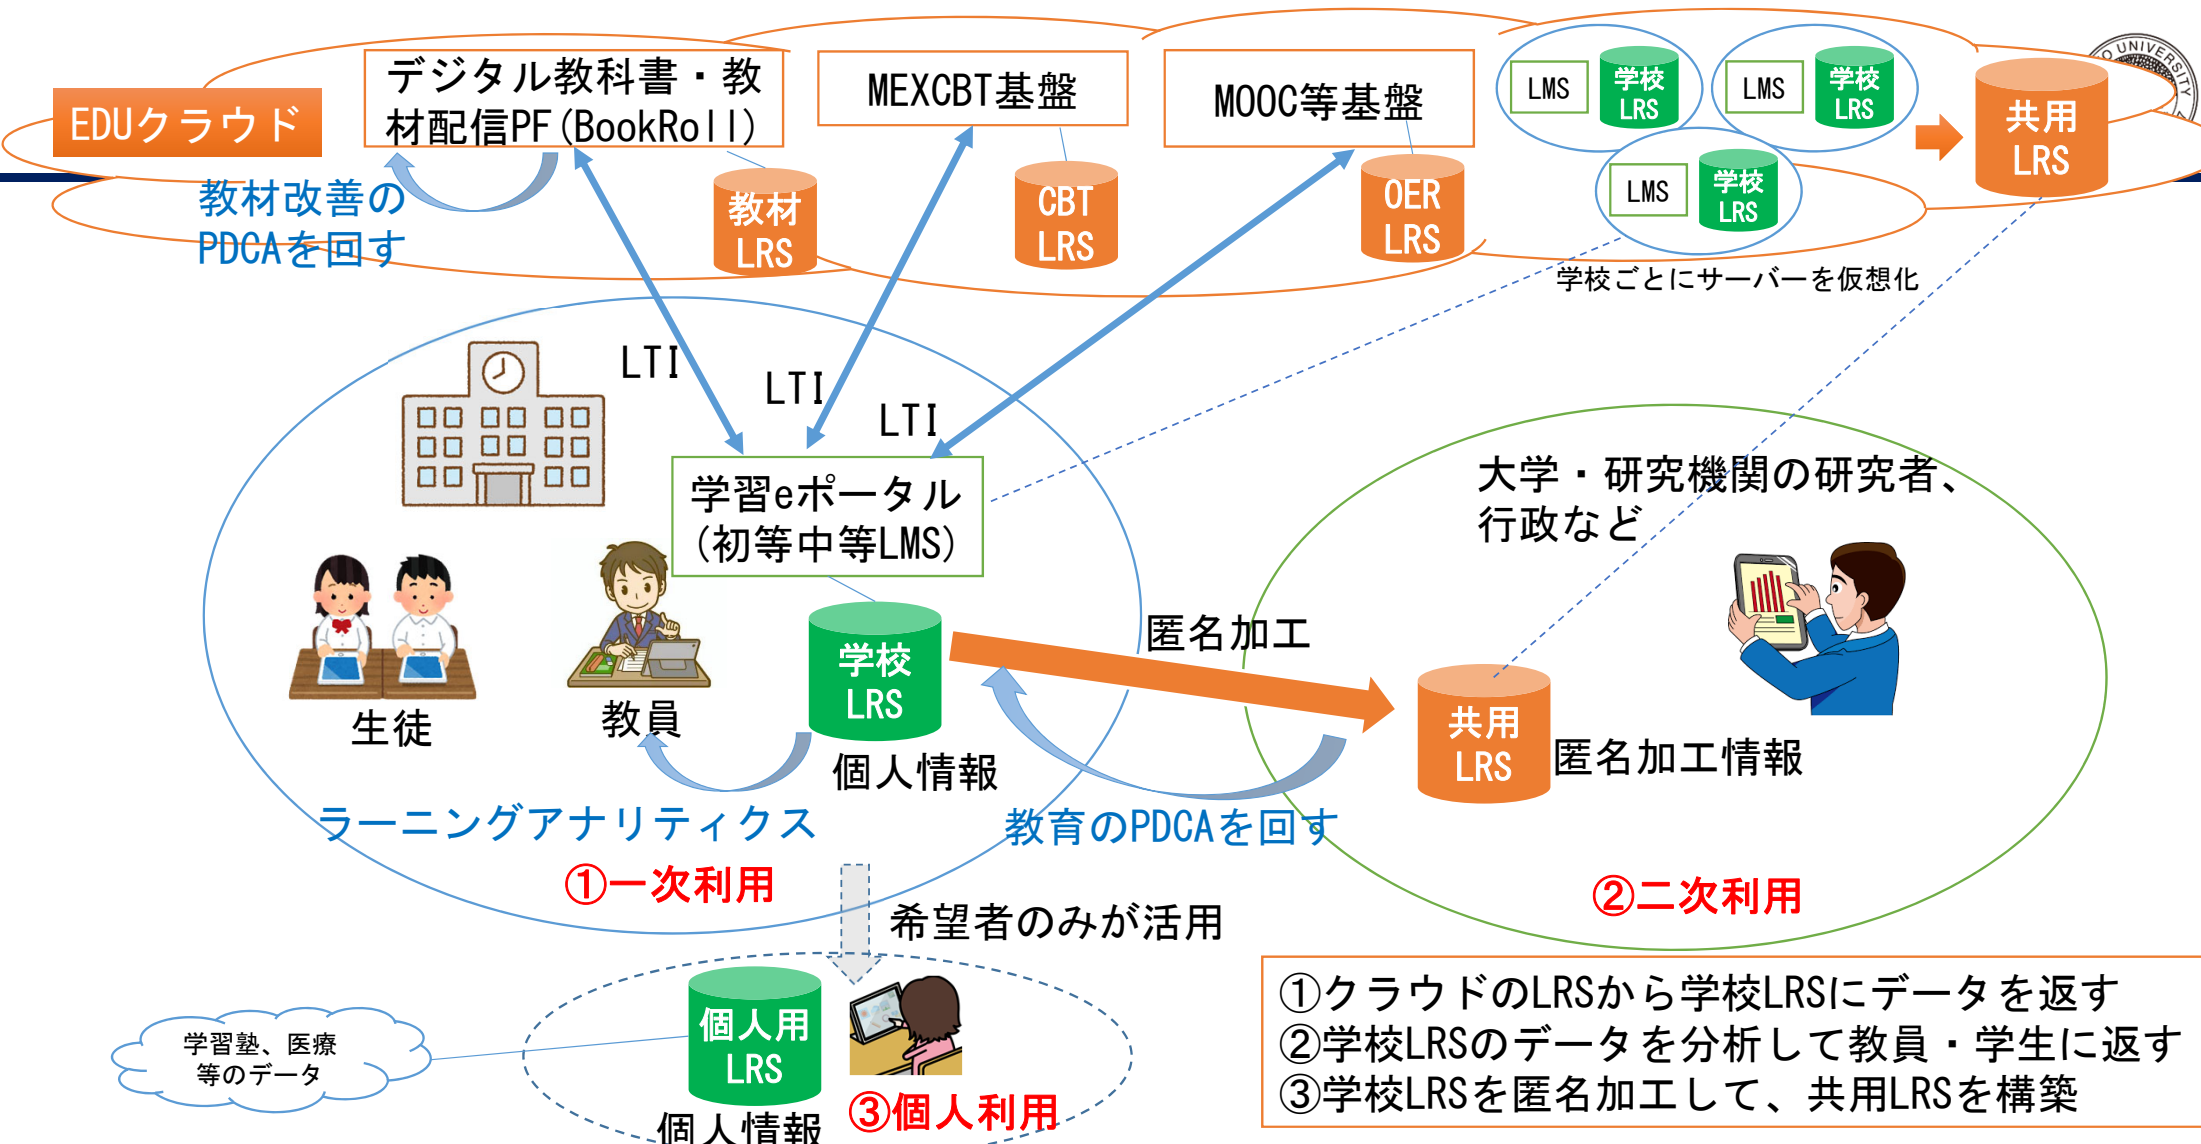 EDUクラウド
デジタル教科書・教
材配信PF(BookRoll)
MEXCBT基盤
MOOC等基盤
LMS
学校
LRS
LMS
学校
LRS
LMS
学校
LRS
共用
LRS
UNIVERSITY
教材改善の
PDCAを回す
教材
LRS
CBT
LRS
OER
LRS
学校ごとにサーバーを仮想化
LTI
LTI
LTI
学習eポータル
(初等中等LMS)
大学・研究機関の研究者、
行政など
生徒
教員
学校
LRS
個人情報
匿名加工
共用
LRS
匿名加工情報
ラーニングアナリティクス
教育のPDCAを回す
①一次利用
②二次利用
希望者のみが活用
学習塾、医療
等のデータ
個人用
LRS
個人情報
③個人利用
①クラウドのLRSから学校LRSにデータを返す
②学校LRSのデータを分析して教員・学生に返す
③学校LRSを匿名加工して、共用LRSを構築